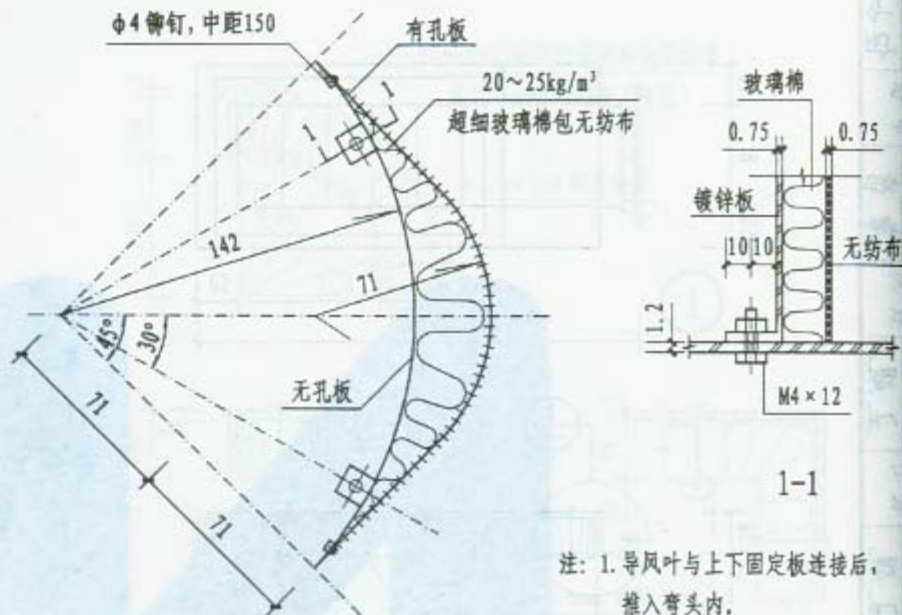 ф4铆钉,中距150
有孔板
20～25kg/m³
超细玻璃棉包无纺布
1
1
142
71
45°
30°
无孔板
71
71
玻璃棉
0.75
0.75
镀锌板
10
10
无纺布
1.2
M4×12
1-1
注: 1.导风叶与上下固定板连接后,
推入弯头内。